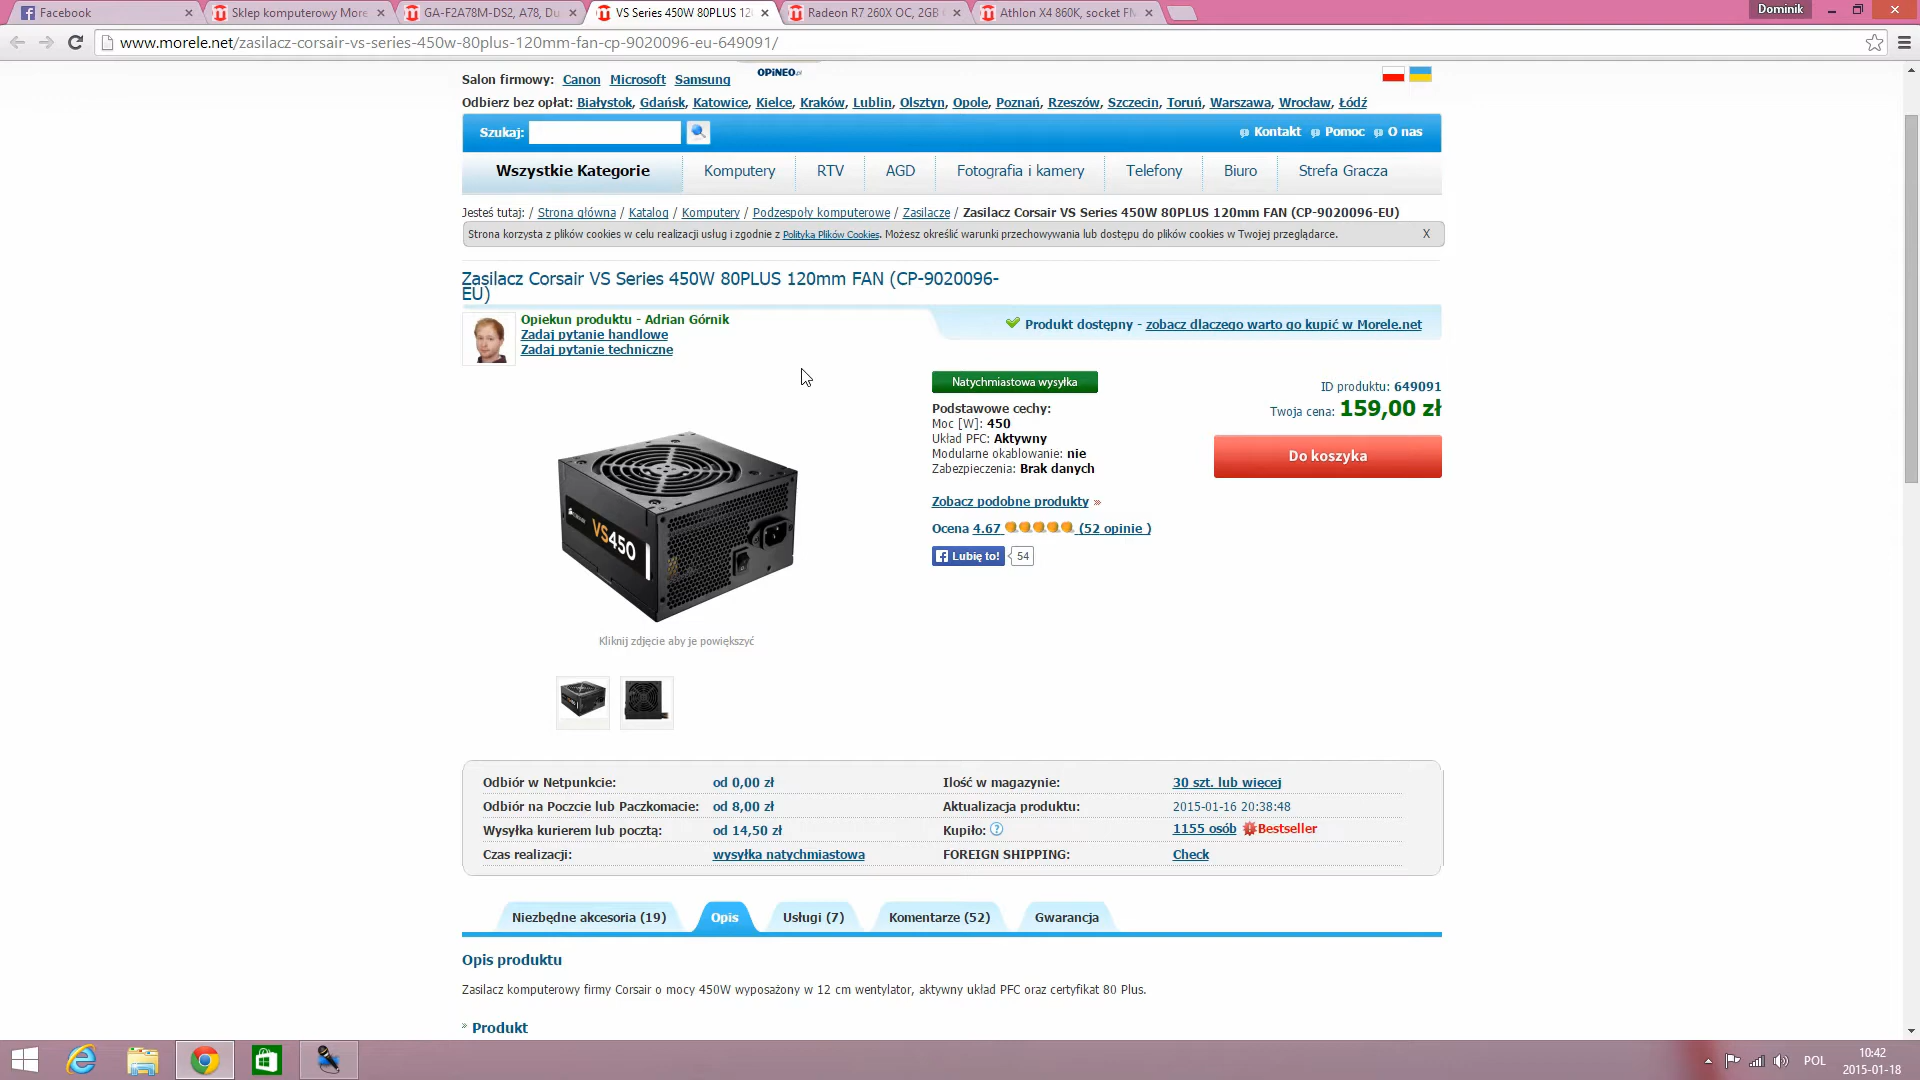 Facebook
Sklep komputerowy More
GA-F2A78M-DS2, A78, Du
VS Series 450W 80PLUS 12
Radeon R7 260X OC, 2GB
Athlon X4 860K, socket FM
Dominik
www.morele.net/zasilacz-corsair-vs-series-450w-80plus-120mm-fan-cp-9020096-eu-649091/
Salon firmowy: Canon Microsoft Samsung
OPiNEO.pl
Odbierz bez opłat: Białystok, Gdańsk, Katowice, Kielce, Kraków, Lublin, Olsztyn, Opole, Poznań, Rzeszów, Szczecin, Toruń, Warszawa, Wrocław, Łódź
Szukaj:
Kontakt Pomoc O nas
Wszystkie Kategorie Komputery RTV AGD Fotografia i kamery Telefony Biuro Strefa Gracza
Jesteś tutaj: / Strona główna / Katalog / Komputery / Podzespoły komputerowe / Zasilacze / Zasilacz Corsair VS Series 450W 80PLUS 120mm FAN (CP-9020096-EU)
Strona korzysta z plików cookies w celu realizacji usług i zgodnie z Polityką Plików Cookies. Możesz określić warunki przechowywania lub dostępu do plików cookies w Twojej przeglądarce. X
Zasilacz Corsair VS Series 450W 80PLUS 120mm FAN (CP-9020096-
EU)
Opiekun produktu - Adrian Górnik
Zadaj pytanie handlowe
Zadaj pytanie techniczne
Produkt dostępny - zobacz dlaczego warto go kupić w Morele.net
Natychmiastowa wysyłka
Podstawowe cechy:
Moc [W]: 450
Układ PFC: Aktywny
Modularne okablowanie: nie
Zabezpieczenia: Brak danych
ID produktu: 649091
Twoja cena: 159,00 zł
Do koszyka
Zobacz podobne produkty »
Ocena 4.67 (52 opinie )
Lubię to! 54
CORSAIR
VS450
Kliknij zdjęcie aby je powiększyć
Odbiór w Netpunkcie: od 0,00 zł
Odbiór na Poczcie lub Paczkomacie: od 8,00 zł
Wysyłka kurierem lub pocztą: od 14,50 zł
Czas realizacji: wysyłka natychmiastowa
Ilość w magazynie: 30 szt. lub więcej
Aktualizacja produktu: 2015-01-16 20:38:48
Kupiło: ? 1155 osób Bestseller
FOREIGN SHIPPING: Check
Niezbędne akcesoria (19) Opis Usługi (7) Komentarze (52) Gwarancja
Opis produktu
Zasilacz komputerowy firmy Corsair o mocy 450W wyposażony w 12 cm wentylator, aktywny układ PFC oraz certyfikat 80 Plus.
» Produkt
POL
10:42
2015-01-18